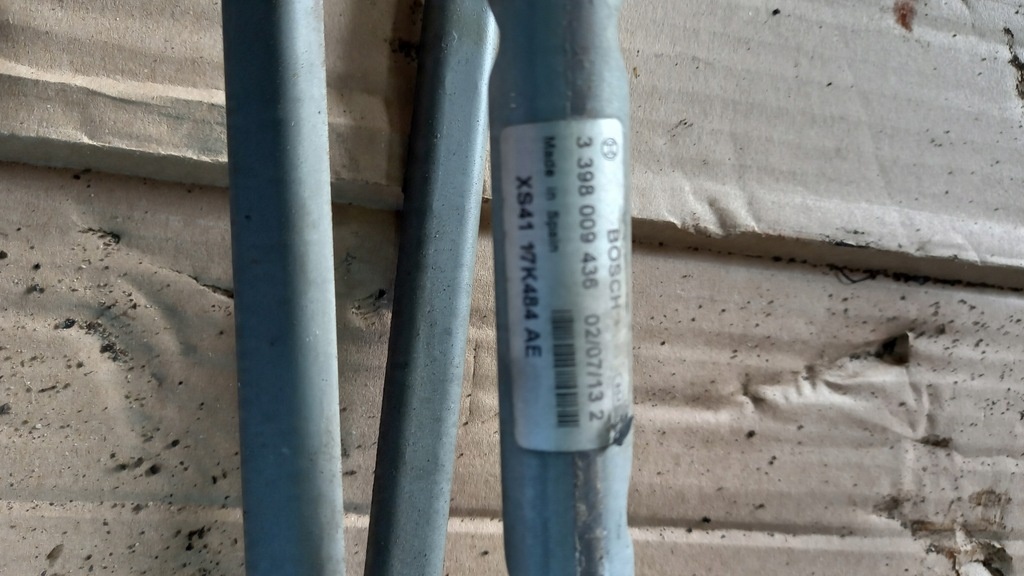 BOSCH
3 398 009 436 02/07/13 2
Made in Spain
XS41 17K484 AE